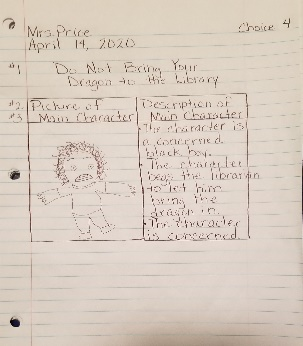 Choice 4
Mrs. Price
April 14, 2020
#1 Do Not Bring Your
Dragon to the Library
#2 Picture of
#3 Main Character
Description of
Main Character
• The character is
a concerned
black boy.
• The character
begs the librarian
to let him
bring the
dragon in.
• The character
is concerned.